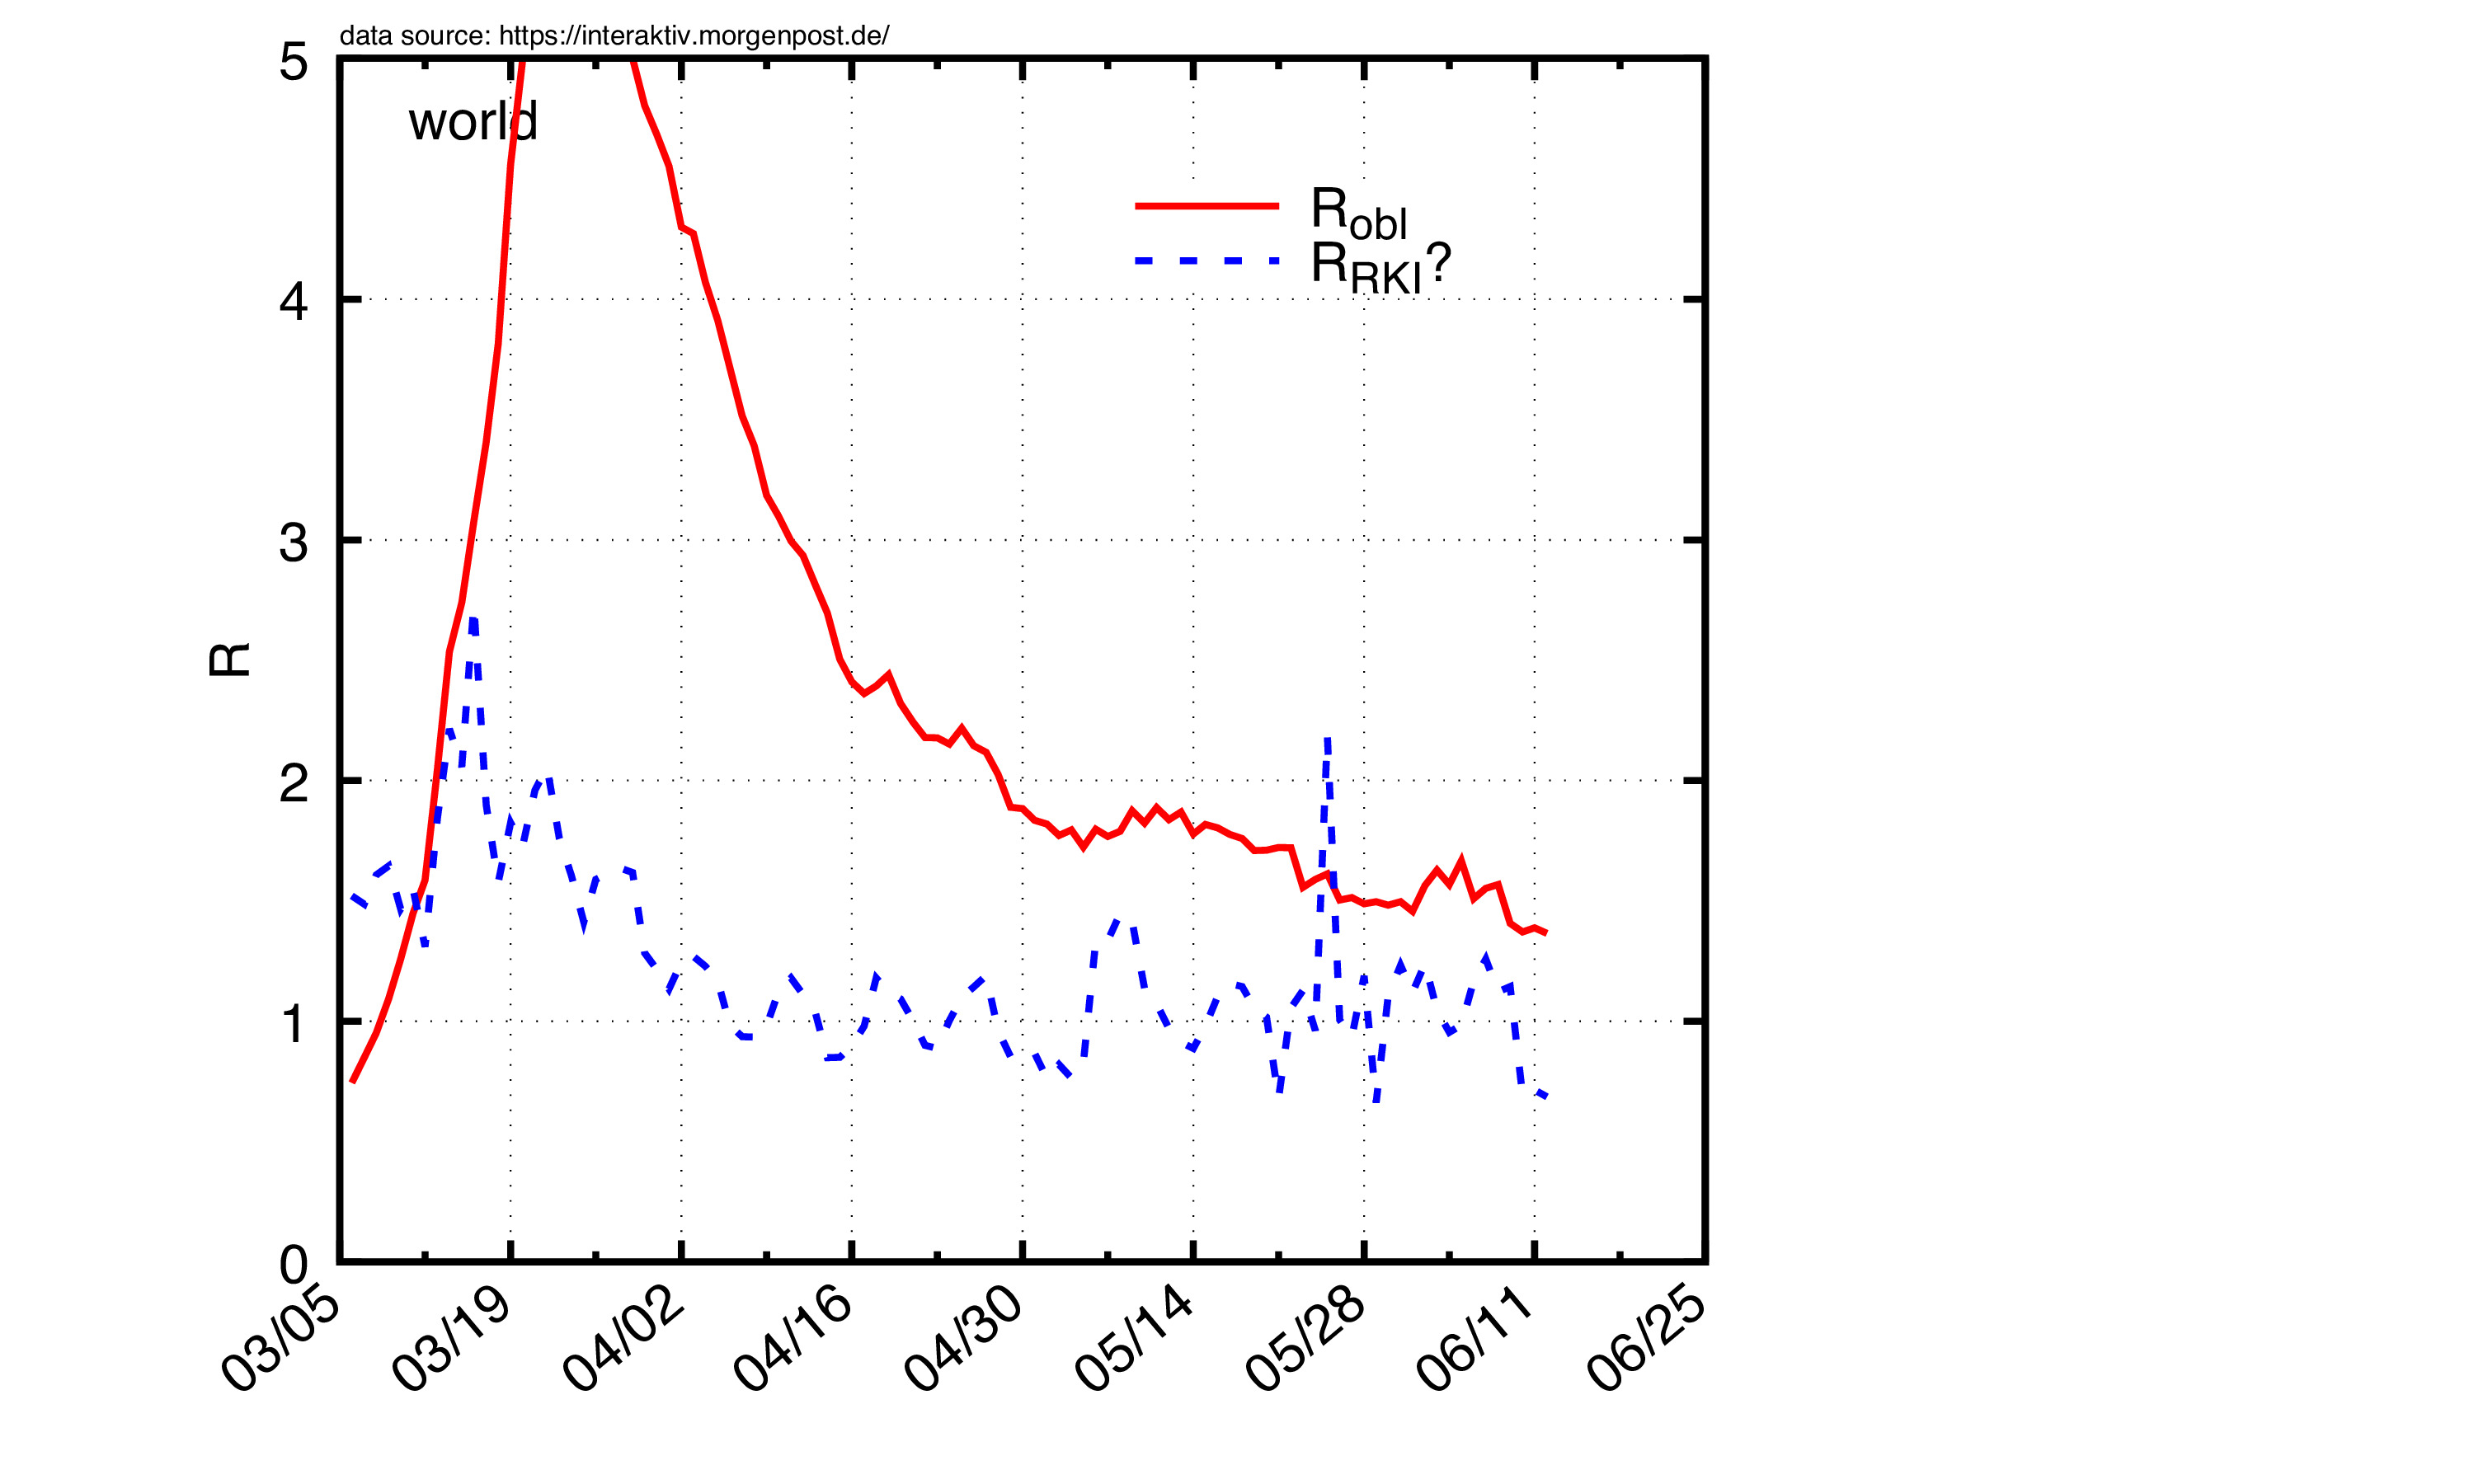 data source: https://interaktiv.morgenpost.de/
5
world
R_obl
R_RKI?
4
3
R
2
1
0
03/05 03/19 04/02 04/16 04/30 05/14 05/28 06/11 06/25